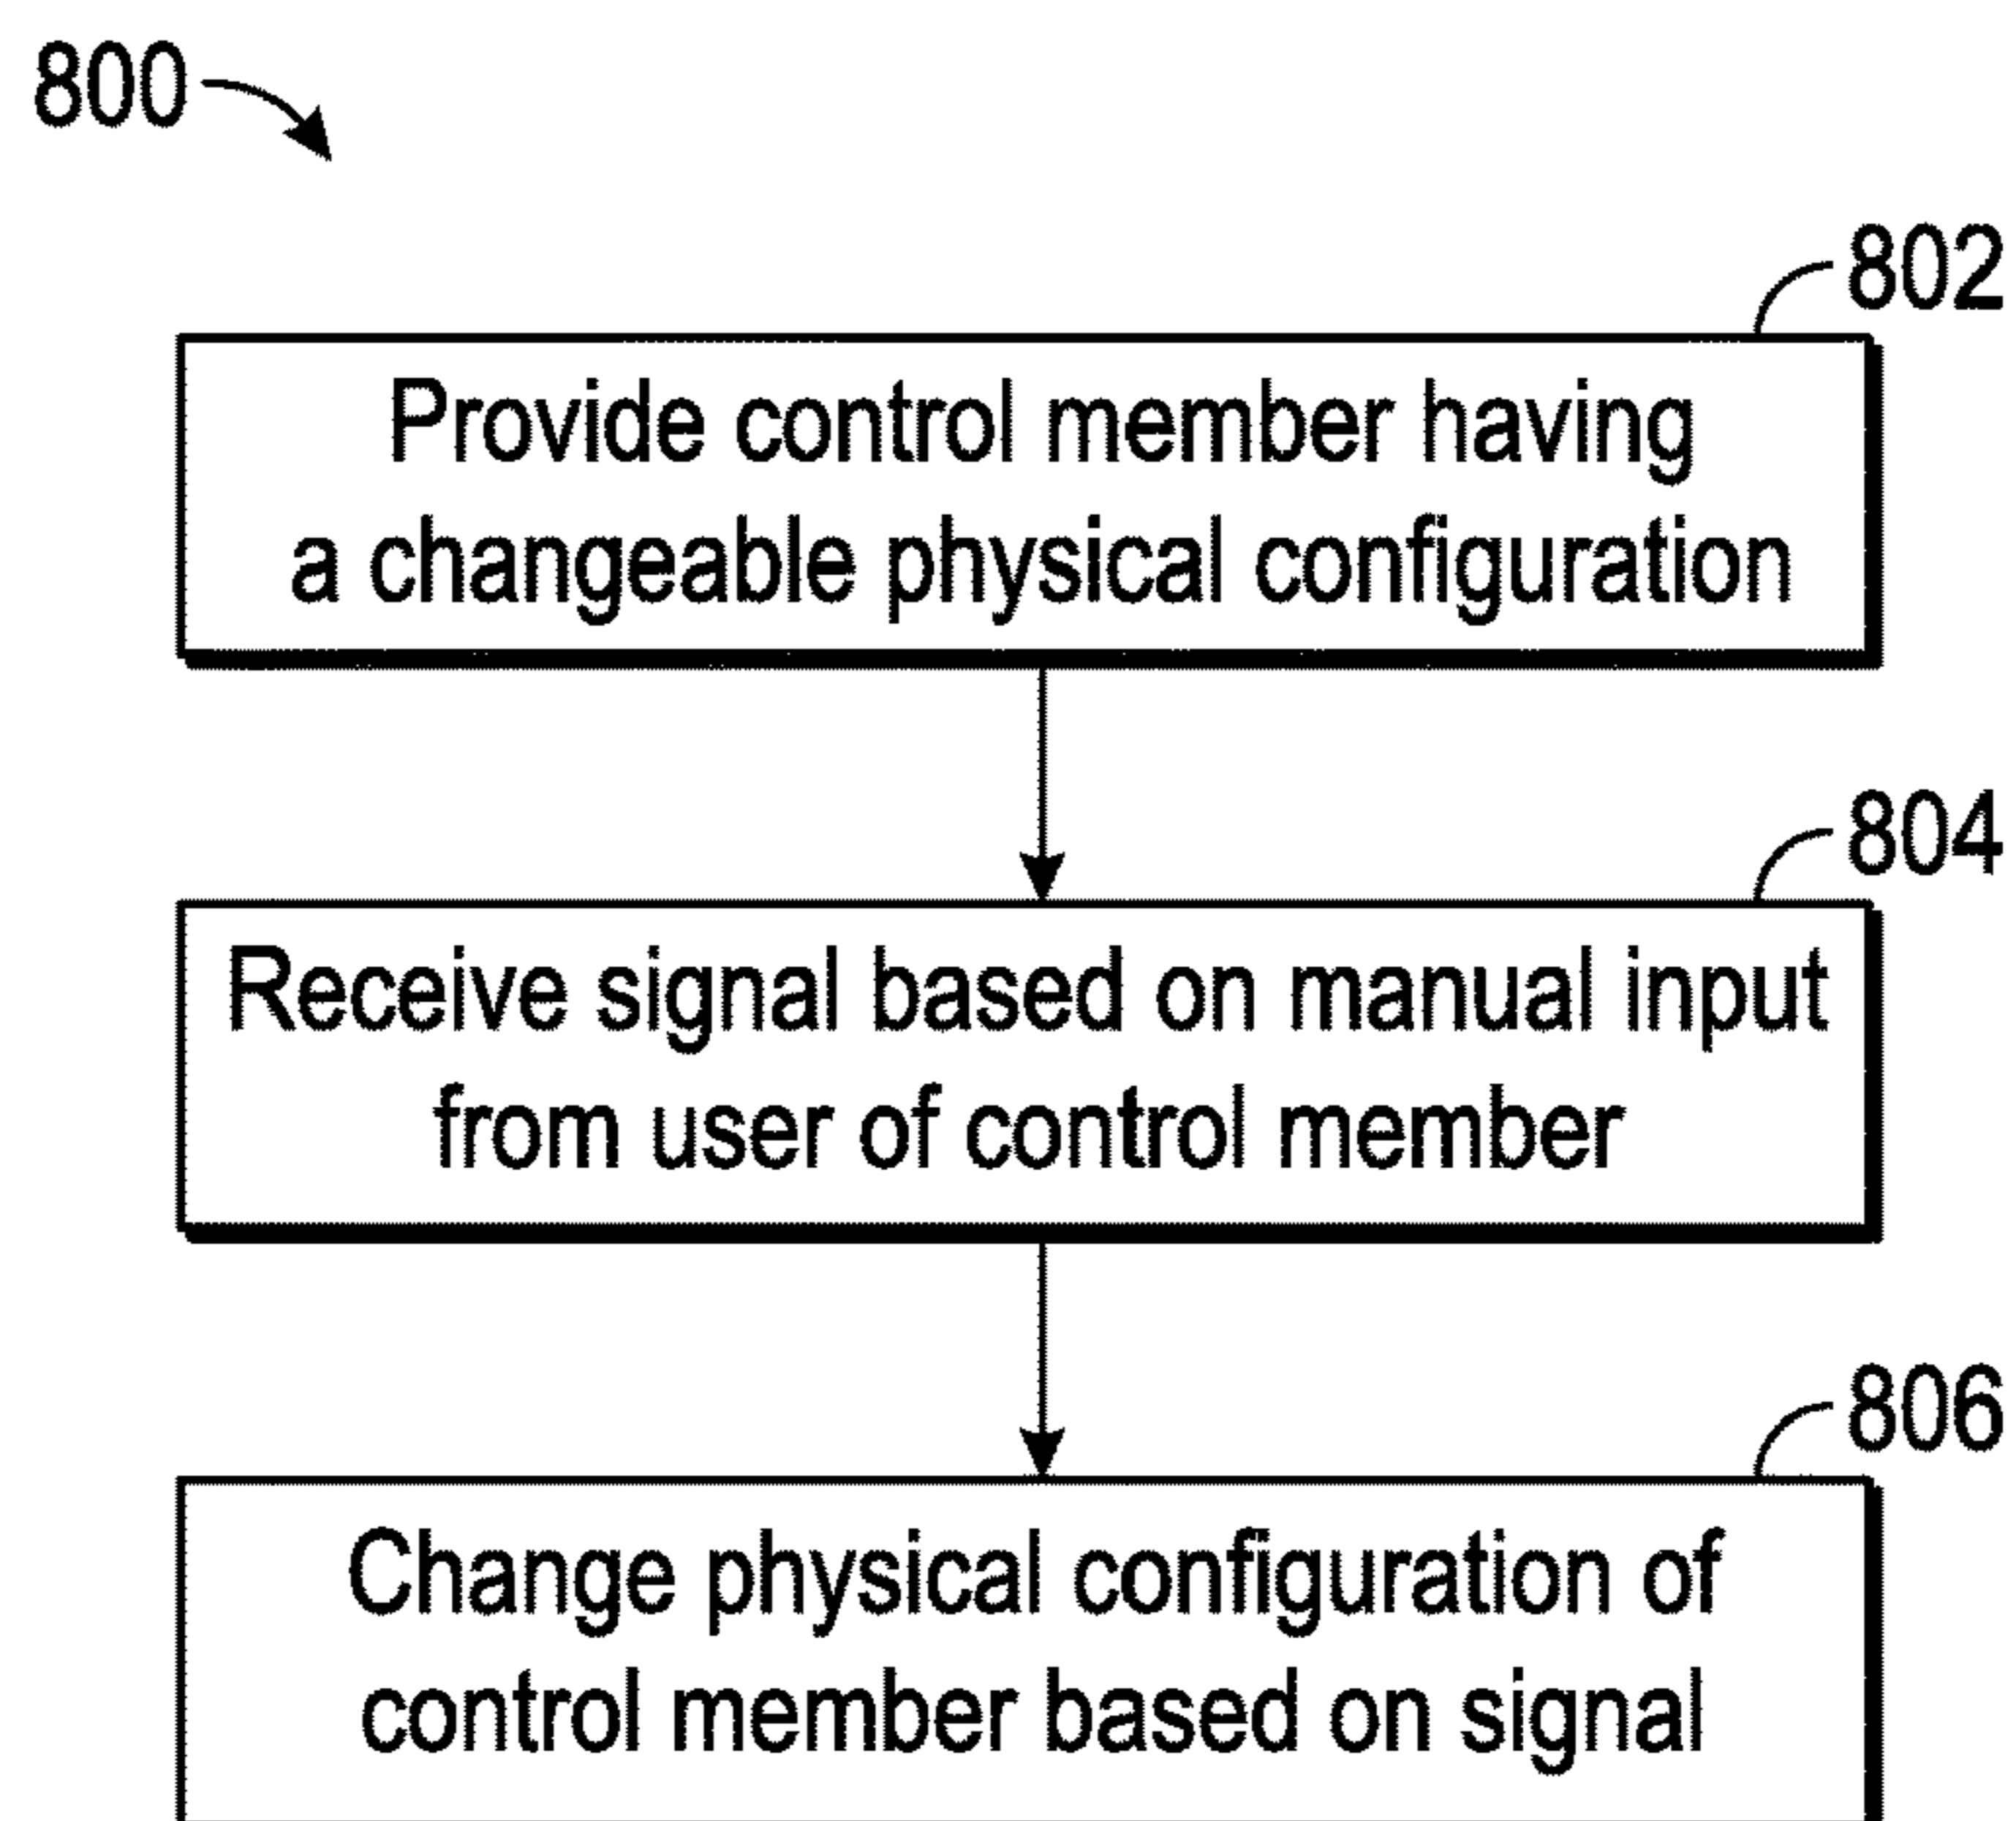 800
802
Provide control member having
a changeable physical configuration
804
Receive signal based on manual input
from user of control member
806
Change physical configuration of
control member based on signal